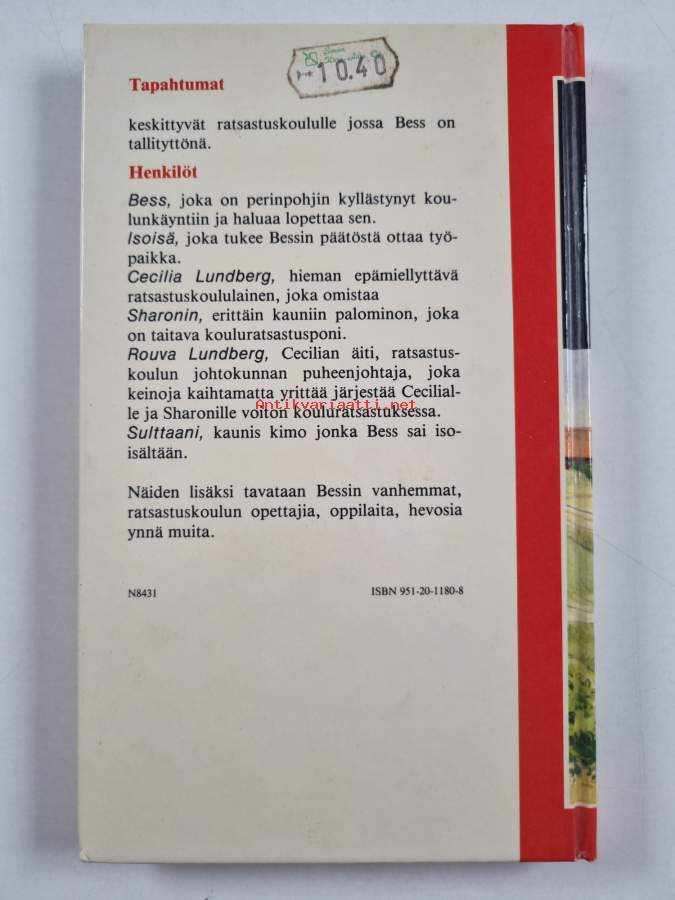 10.40
Tapahtumat
keskittyvät ratsastuskoululle jossa Bess on
tallityttönä.
Henkilöt
Bess, joka on perinpohjin kyllästynyt kou-
lunkäyntiin ja haluaa lopettaa sen.
Isoisä, joka tukee Bessin päätöstä ottaa työ-
paikka.
Cecilia Lundberg, hieman epämiellyttävä
ratsastuskoululainen, joka omistaa
Sharonin, erittäin kauniin palominon, joka
on taitava kouluratsastusponi.
Rouva Lundberg, Cecilian äiti, ratsastus-
koulun johtokunnan puheenjohtaja, joka
keinoja kaihtamatta yrittää järjestää Cecilial-
le ja Sharonille voiton kouluratsastuksessa.
Antikvariaatti.net
Sulttaani, kaunis kimo jonka Bess sai iso-
isältään.
Näiden lisäksi tavataan Bessin vanhemmat,
ratsastuskoulun opettajia, oppilaita, hevosia
ynnä muita.
N8431 ISBN 951-20-1180-8